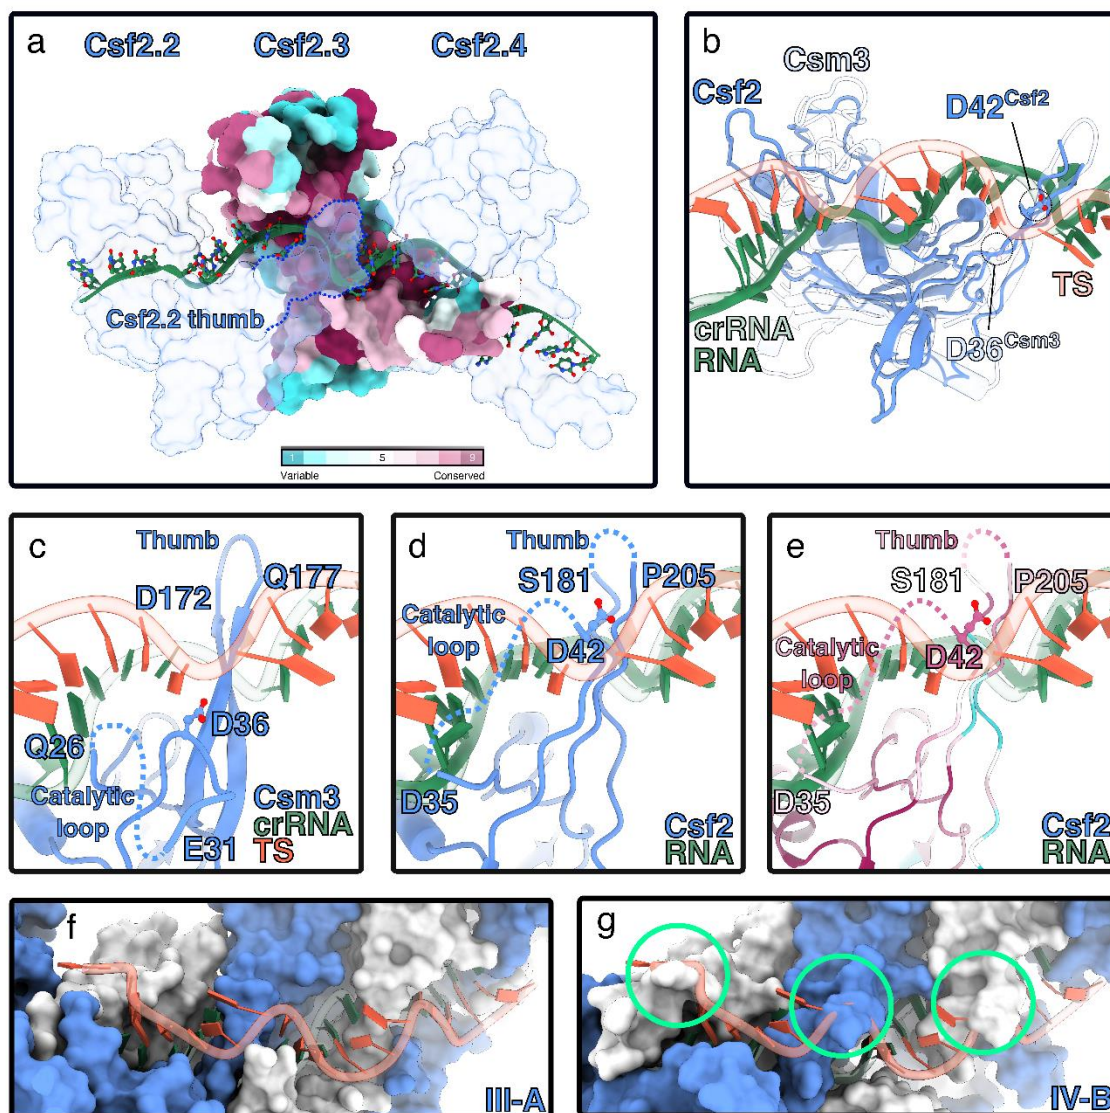 a
Csf2.2
Csf2.3
Csf2.4
Csf2.2 thumb
1
5
9
Variable
Conserved
b
Csm3
Csf2
D42Csf2
TS
crRNA
RNA
D36Csm3
c
Thumb
D172
Q177
Q26
D36
Catalytic
loop
E31
Csm3
crRNA
TS
d
Thumb
S181
P205
Catalytic
loop
D42
D35
Csf2
RNA
e
Thumb
S181
P205
Catalytic
loop
D42
D35
Csf2
RNA
f
III-A
g
IV-B